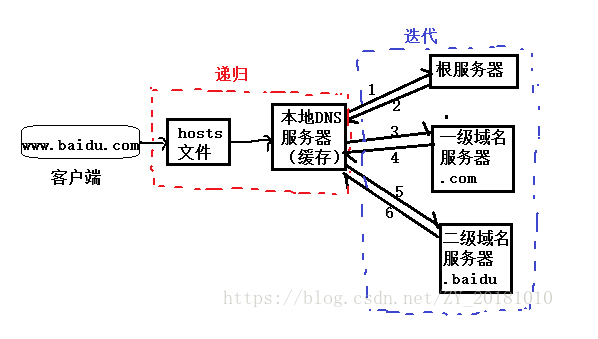 迭代
递归
根服务器
1
2
www.baidu.com
客户端
hosts
文件
本地DNS
服务器
(缓存)
3
4
一级域名
服务器
.com
5
6
二级域名
服务器
.baidu
https://blog.csdn.net/ZY_20181010